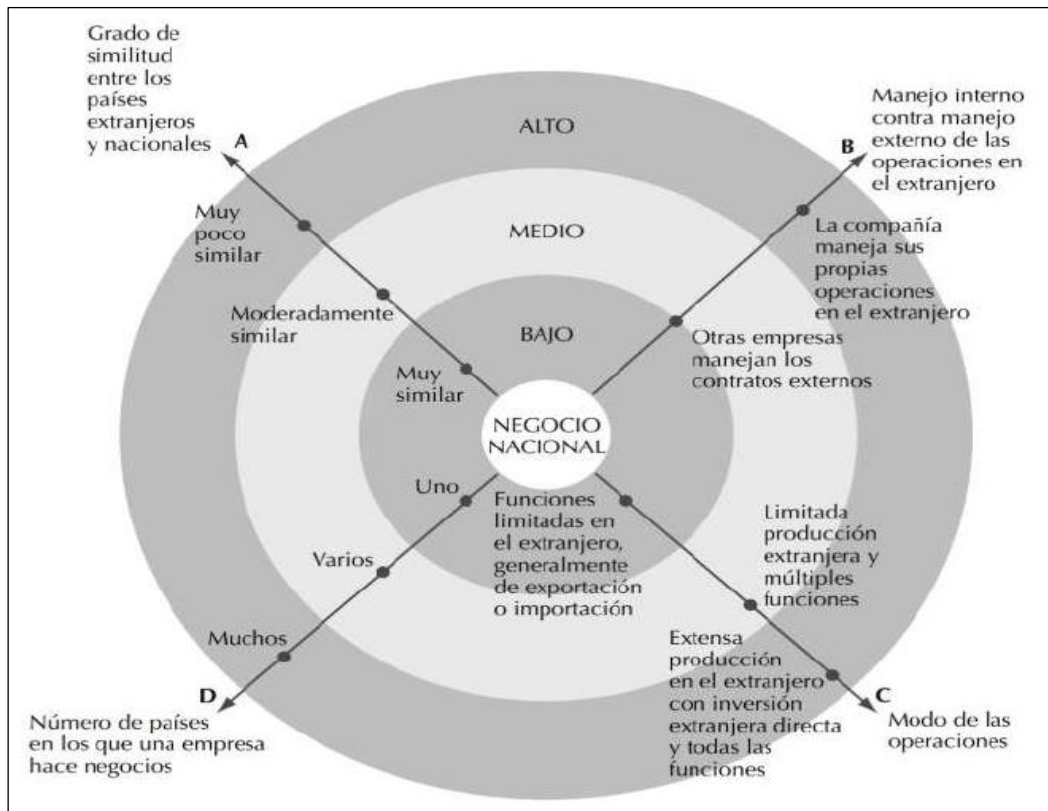 Grado de
similitud
entre los
países
extranjeros
y nacionales
A
Muy
poco
similar
Moderadamente
similar
Muy
similar
ALTO
MEDIO
BAJO
NEGOCIO
NACIONAL
Manejo interno
contra manejo
externo de las
operaciones en
el extranjero
B
La compañía
maneja sus
propias
operaciones
en el extranjero
Otras empresas
manejan los
contratos externos
Uno
Varios
Muchos
D
Número de países
en los que una empresa
hace negocios
Funciones
limitadas en
el extranjero,
generalmente
de exportación
o importación
Limitada
producción
extranjera y
múltiples
funciones
Extensa
producción
en el extranjero
con inversión
extranjera directa
y todas las
funciones
C
Modo de las
operaciones